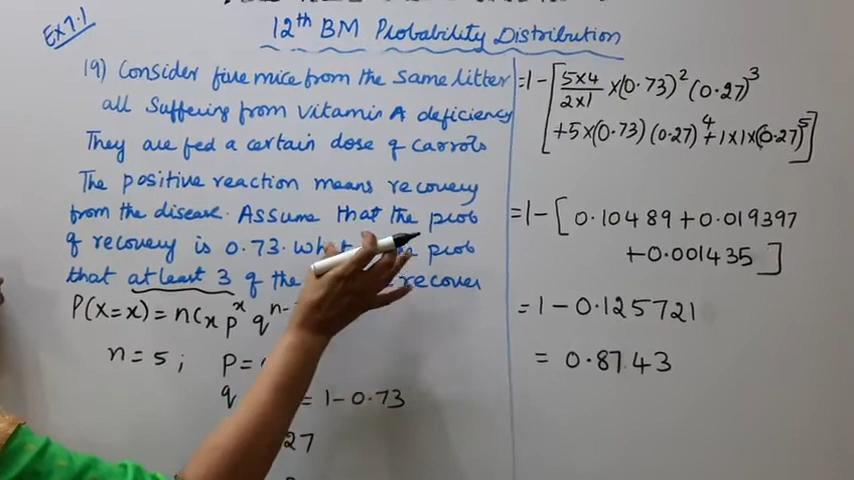 Ex 7.1
12th BM Probability Distribution
19) Consider five mice from the same litter
all suffering from vitamin A deficiency
They are fed a certain dose of carrots
The positive reaction means recovery
from the disease. Assume that the prob
of recovery is 0.73. what the prob
that at least 3 of the recover
P(X=x) = nCx p^x q^n-
n = 5 ; P =
q = 1 - 0.73
27
= 1 - [ 5×4/2×1 ×(0.73)^2 (0.27)^3
+5×(0.73) (0.27)^4 + 1×1×(0.27)^5 ]
= 1 - [ 0.10489 + 0.019397
+ 0.001435 ]
= 1 - 0.125721
= 0.8743